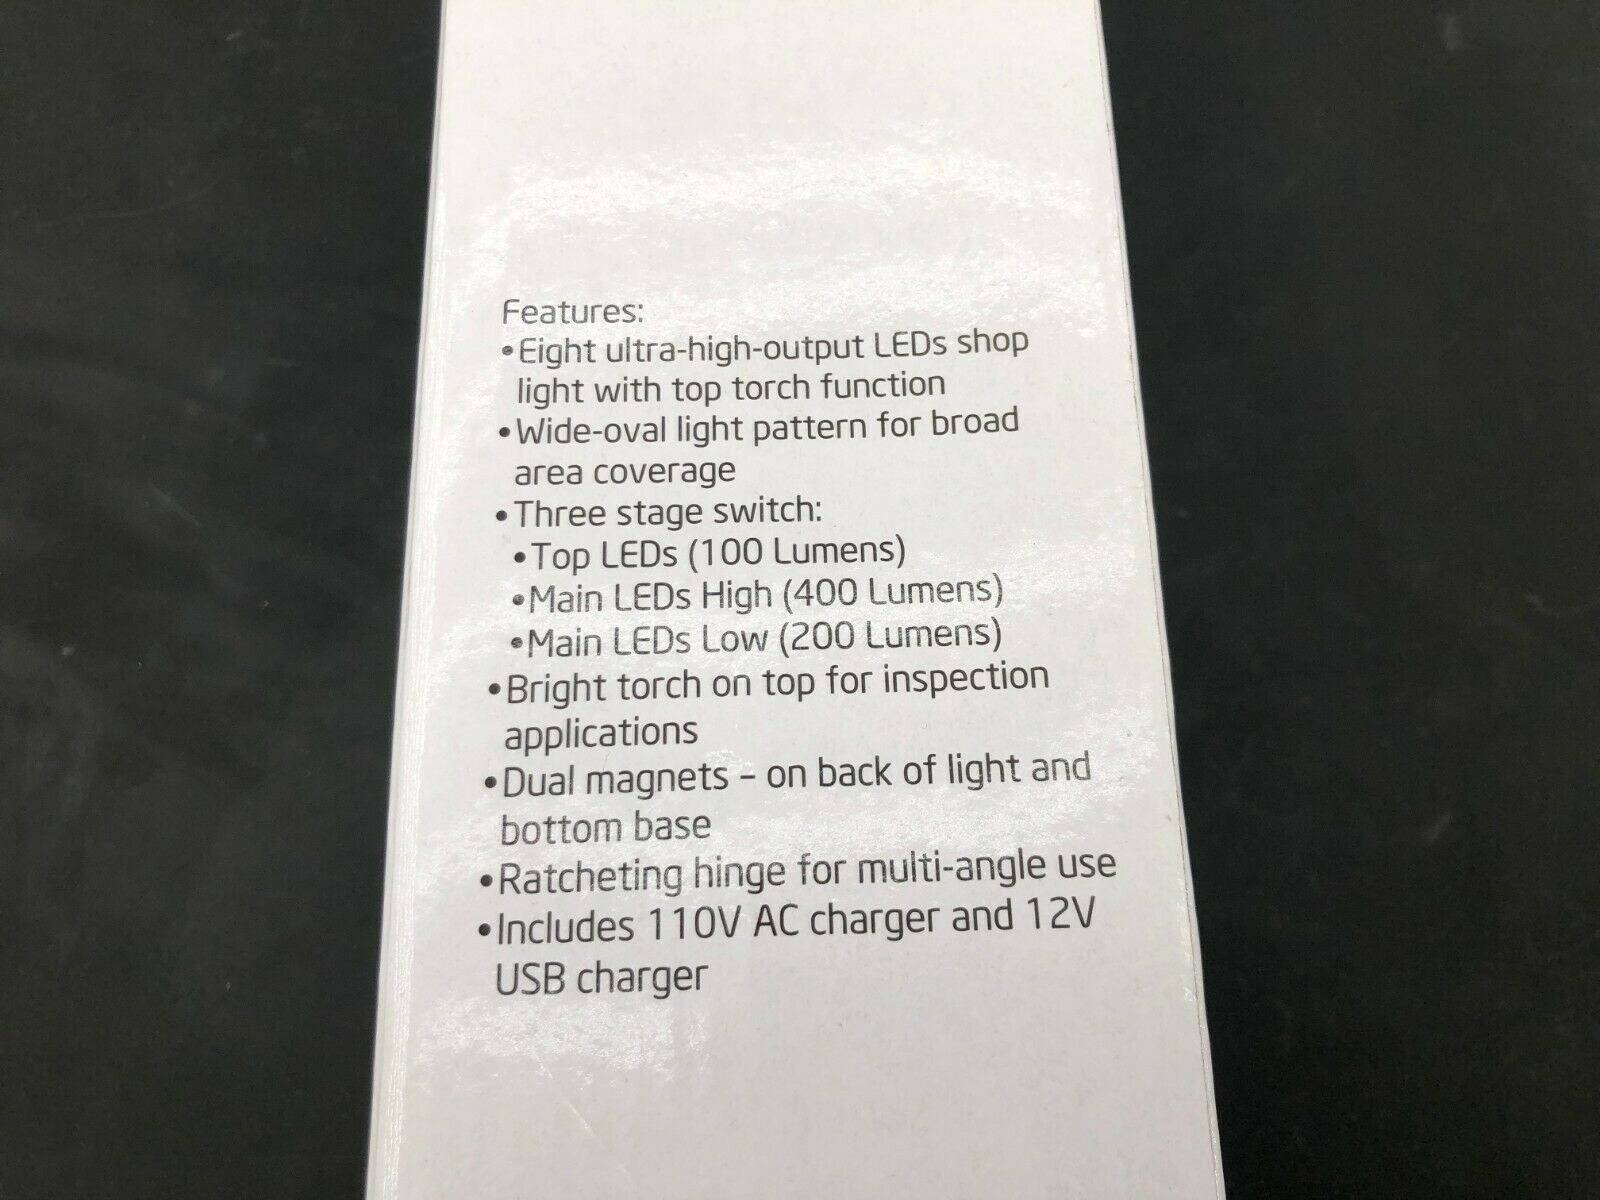 Features:
•Eight ultra-high-output LEDs shop
light with top torch function
•Wide-oval light pattern for broad
area coverage
•Three stage switch:
•Top LEDs (100 Lumens)
•Main LEDs High (400 Lumens)
•Main LEDs Low (200 Lumens)
•Bright torch on top for inspection
applications
•Dual magnets – on back of light and
bottom base
•Ratcheting hinge for multi-angle use
•Includes 110V AC charger and 12V
USB charger